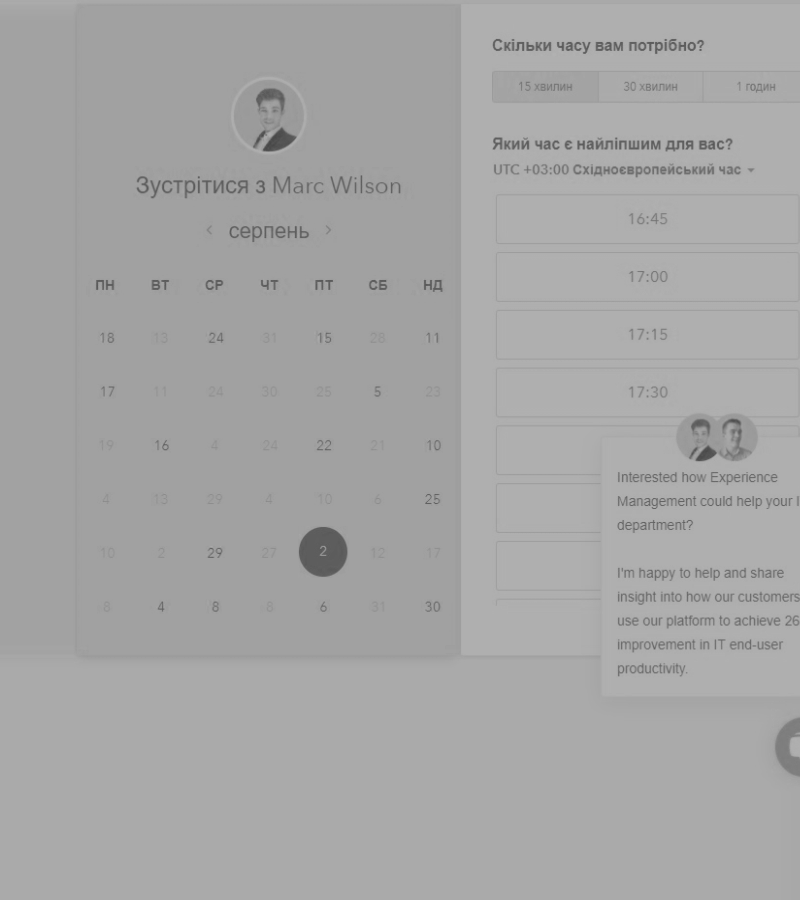 Зустрітися з Marc Wilson
серпень
ПН ВТ СР ЧТ ПТ СБ НД
18 13 24 31 15 28 11
17 11 24 30 25 5 23
19 16 4 24 22 21 10
4 13 29 4 10 6 25
10 2 29 27 2 12 17
8 4 8 8 6 31 30
Скільки часу вам потрібно?
15 хвилин 30 хвилин 1 годин
Який час є найліпшим для вас?
UTC +03:00 Східноєвропейський час
16:45
17:00
17:15
17:30
Interested how Experience
Management could help your I
department?
I'm happy to help and share
insight into how our customers
use our platform to achieve 26
improvement in IT end-user
productivity.